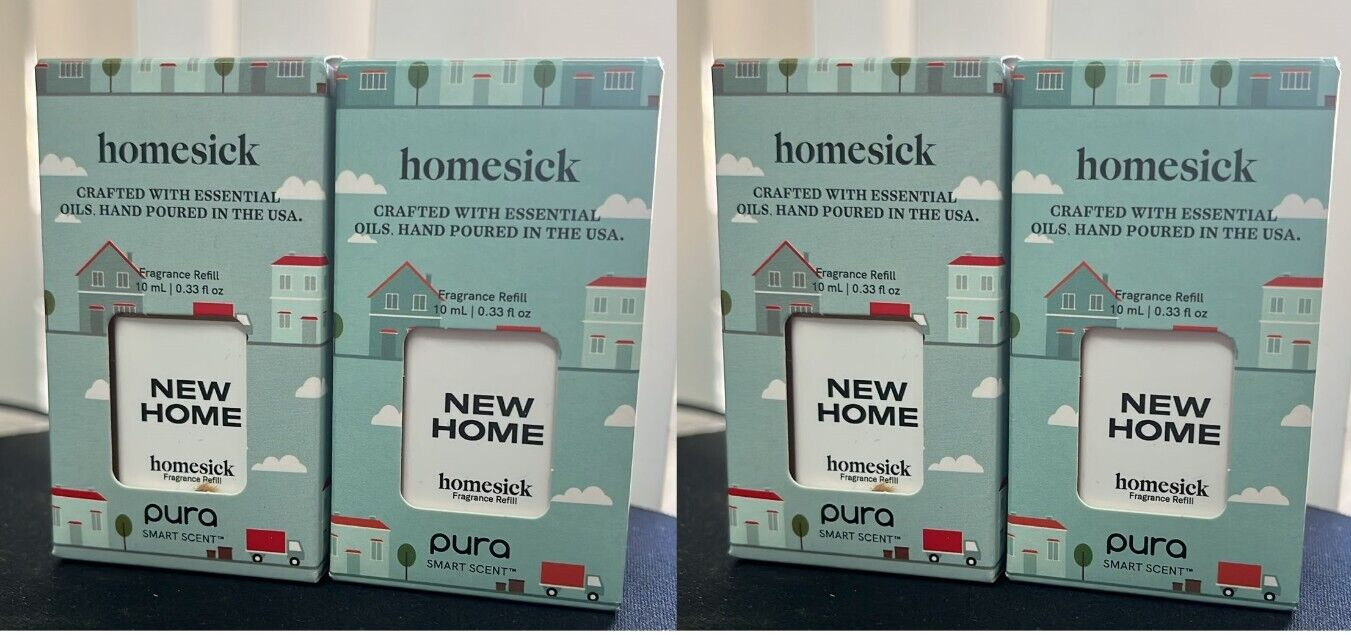 homesick
CRAFTED WITH ESSENTIAL
OILS. HAND POURED IN THE USA.
Fragrance Refill
10 mL | 0.33 fl oz
NEW
HOME
homesick
Fragrance Refill
pura
SMART SCENT™
homesick
CRAFTED WITH ESSENTIAL
OILS. HAND POURED IN THE USA.
Fragrance Refill
10 mL | 0.33 fl oz
NEW
HOME
homesick
Fragrance Refill
pura
SMART SCENT™
homesick
CRAFTED WITH ESSENTIAL
OILS. HAND POURED IN THE USA.
Fragrance Refill
10 mL | 0.33 fl oz
NEW
HOME
homesick
Fragrance Refill
pura
SMART SCENT™
homesick
CRAFTED WITH ESSENTIAL
OILS. HAND POURED IN THE USA.
Fragrance Refill
10 mL | 0.33 fl oz
NEW
HOME
homesick
Fragrance Refill
pura
SMART SCENT™